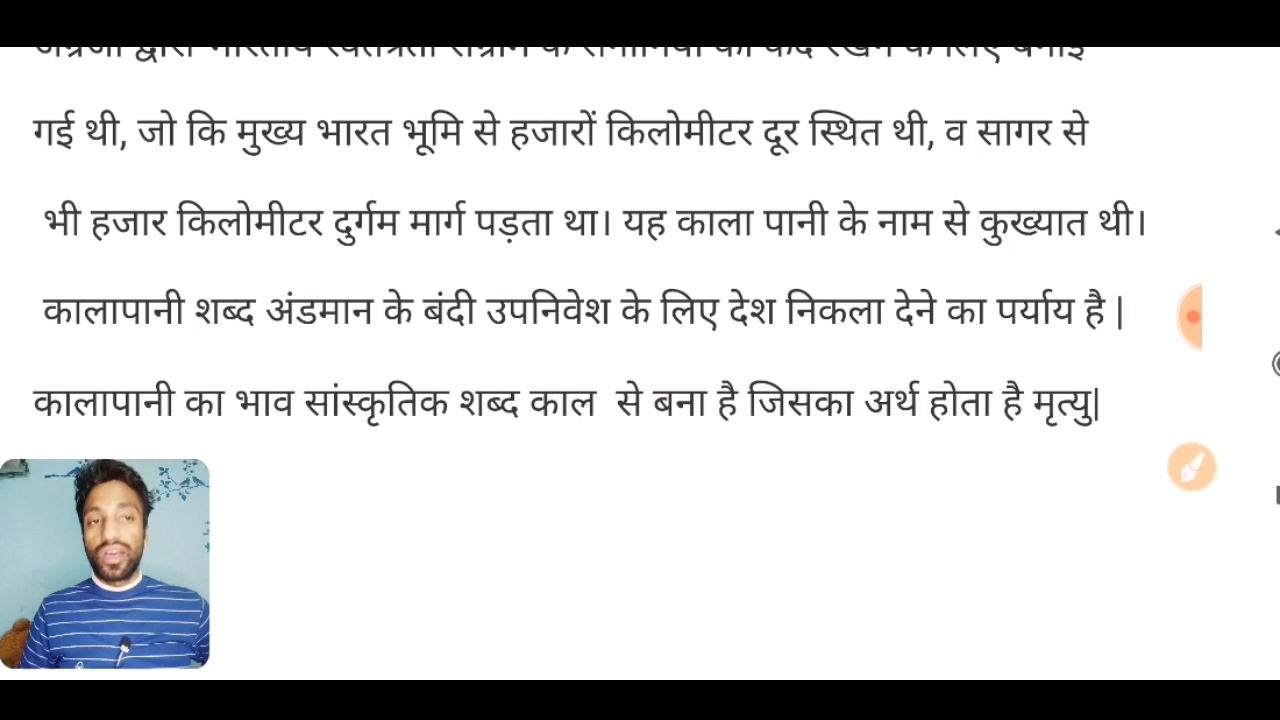 गई थी, जो कि मुख्य भारत भूमि से हजारों किलोमीटर दूर स्थित थी, व सागर से
भी हजार किलोमीटर दुर्गम मार्ग पड़ता था। यह काला पानी के नाम से कुख्यात थी।
कालापानी शब्द अंडमान के बंदी उपनिवेश के लिए देश निकला देने का पर्याय है |
कालापानी का भाव सांस्कृतिक शब्द काल से बना है जिसका अर्थ होता है मृत्यु|